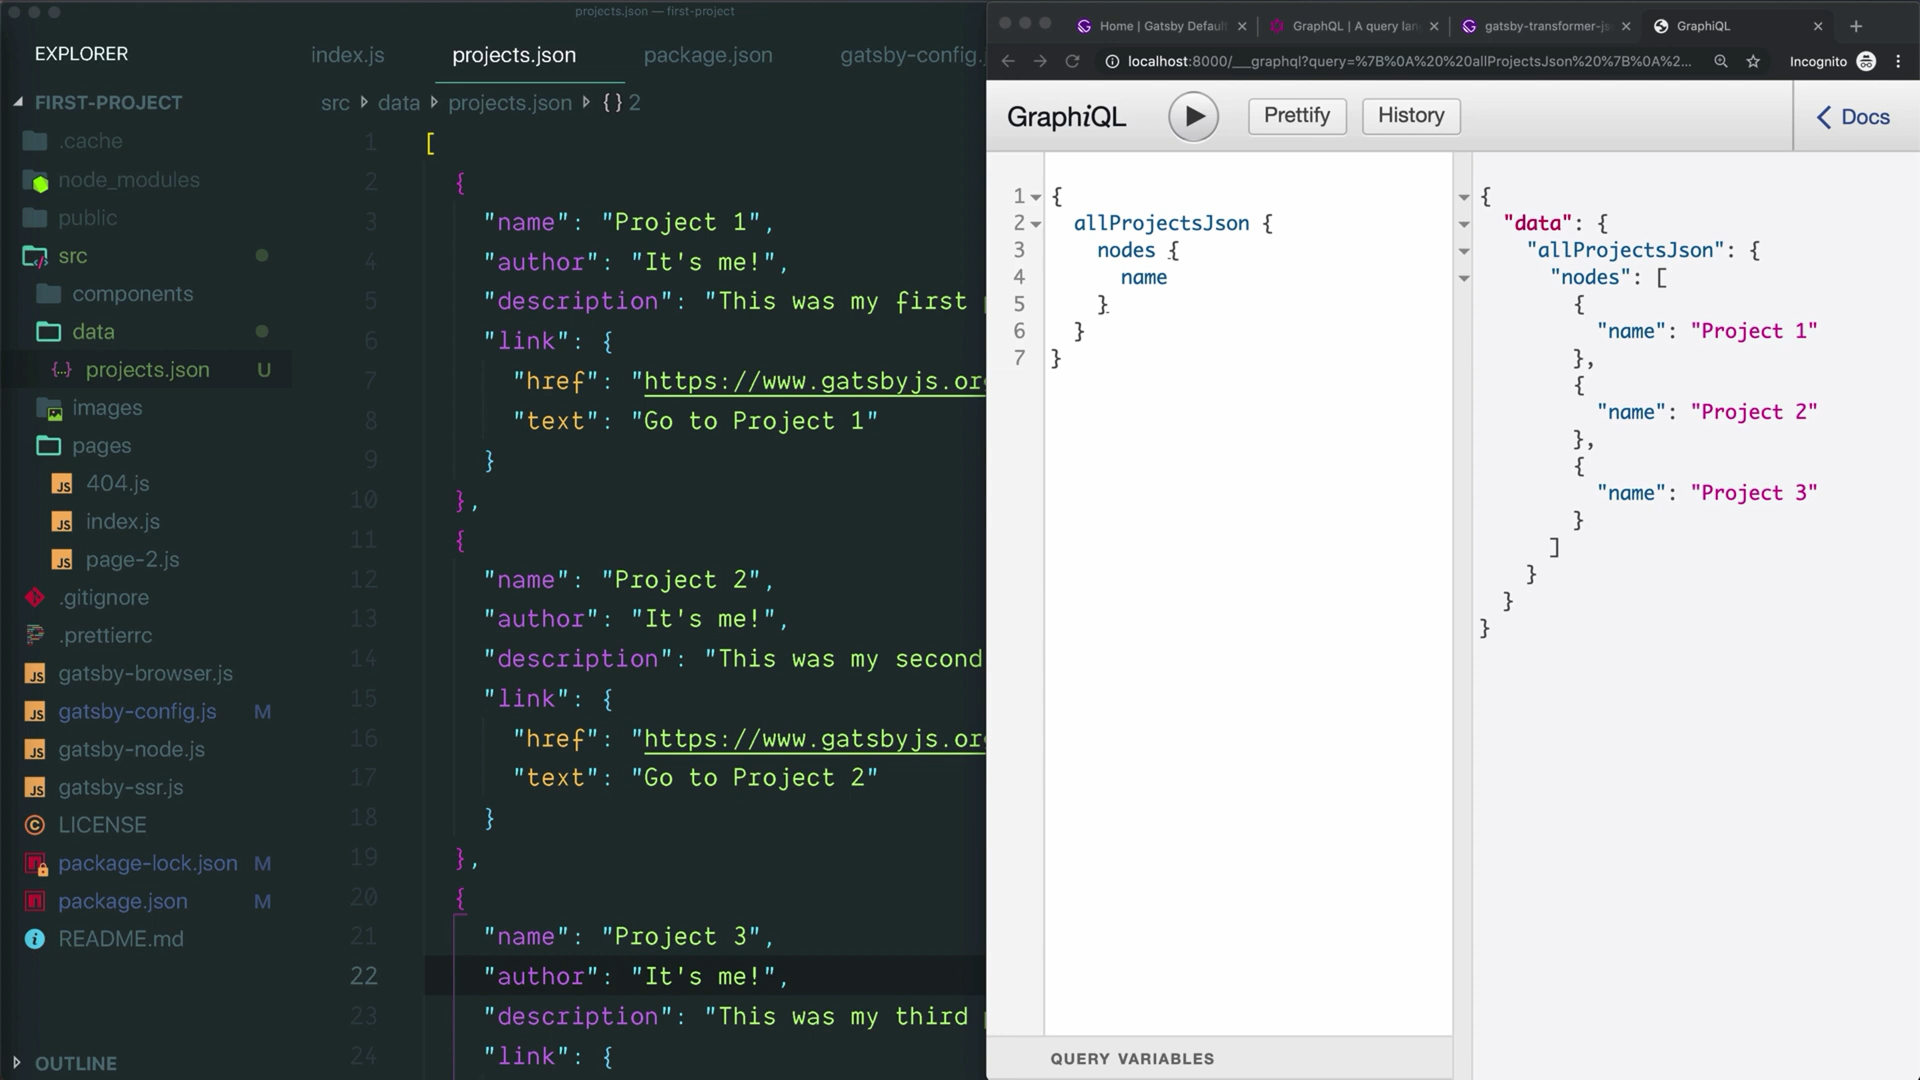 projects.json — first-project
EXPLORER
FIRST-PROJECT
.cache
node_modules
public
src
components
data
projects.json U
images
pages
404.js
index.js
page-2.js
.gitignore
.prettierrc
gatsby-browser.js
gatsby-config.js M
gatsby-node.js
gatsby-ssr.js
LICENSE
package-lock.json M
package.json M
README.md
OUTLINE
index.js projects.json package.json gatsby-config.
src data projects.json {} 2
1 [
2 {
3 "name": "Project 1",
4 "author": "It's me!",
5 "description": "This was my first
6 "link": {
7 "href": "https://www.gatsbyjs.or
8 "text": "Go to Project 1"
9 }
10 },
11 {
12 "name": "Project 2",
13 "author": "It's me!",
14 "description": "This was my second
15 "link": {
16 "href": "https://www.gatsbyjs.or
17 "text": "Go to Project 2"
18 }
19 },
20 {
21 "name": "Project 3",
22 "author": "It's me!",
23 "description": "This was my third
24 "link": {
Home | Gatsby Default GraphQL | A query lan gatsby-transformer-js GraphiQL
localhost:8000/___graphql?query=%7B%0A%20%20allProjectsJson%20%7B%0A%2... Incognito
GraphiQL Prettify History Docs
1 {
2 allProjectsJson {
3 nodes {
4 name
5 }
6 }
7 }
QUERY VARIABLES
{
"data": {
"allProjectsJson": {
"nodes": [
{
"name": "Project 1"
},
{
"name": "Project 2"
},
{
"name": "Project 3"
}
]
}
}
}